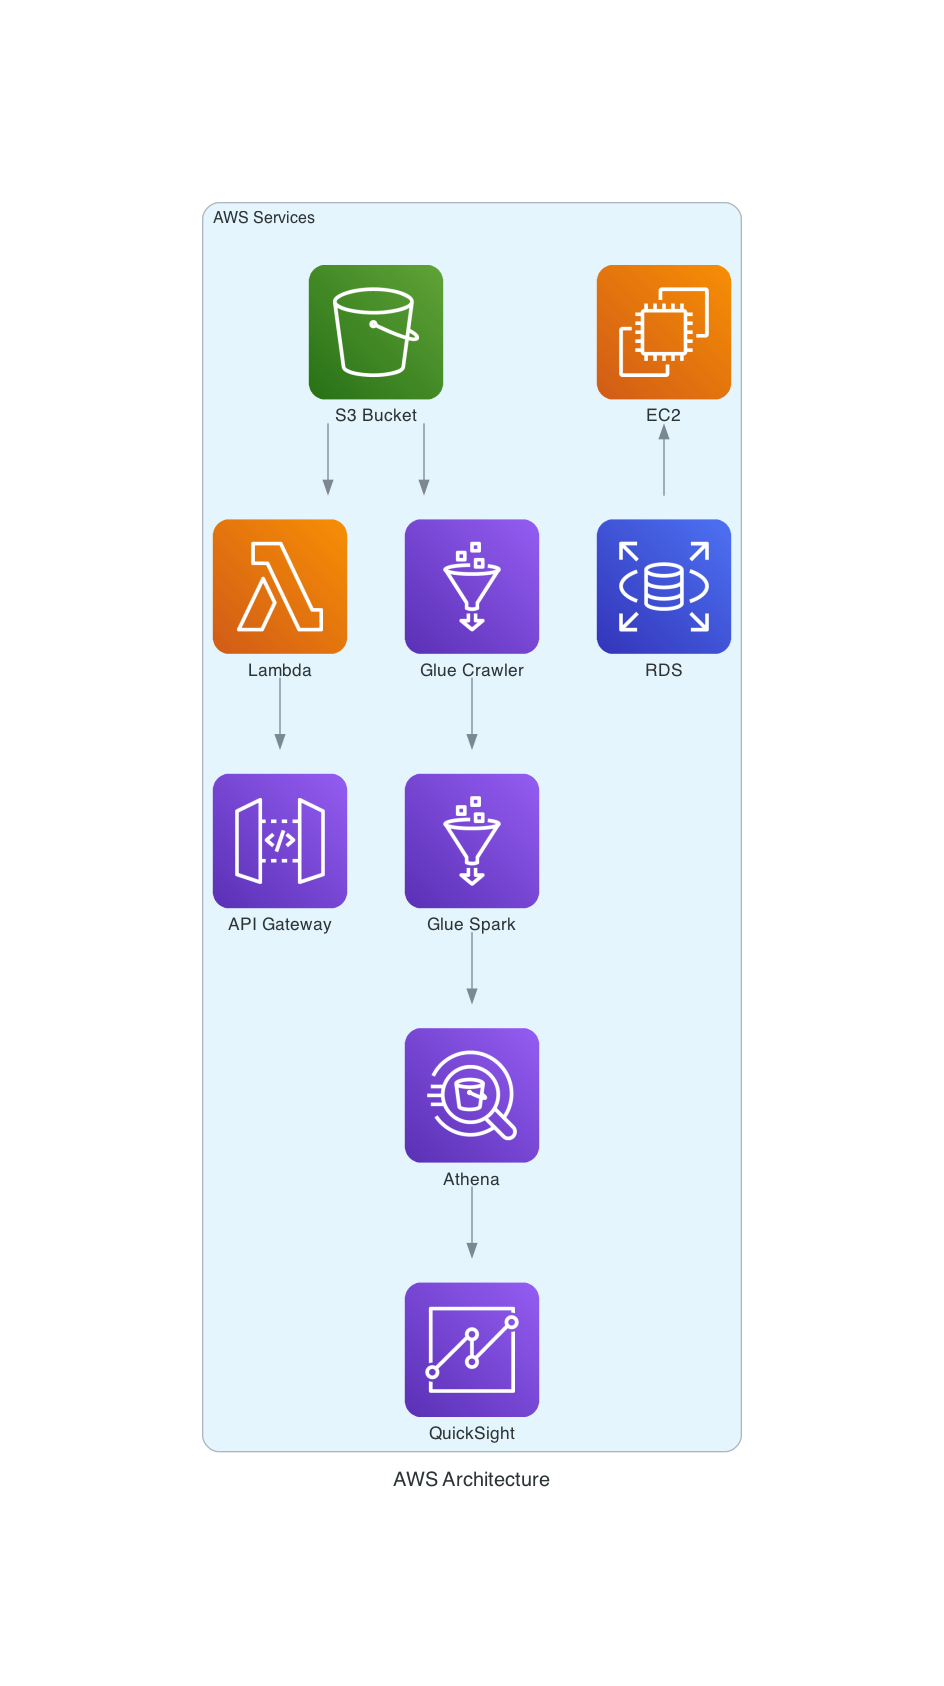 AWS Services
S3 Bucket
EC2
Lambda
Glue Crawler
RDS
</>
API Gateway
Glue Spark
Athena
QuickSight
AWS Architecture